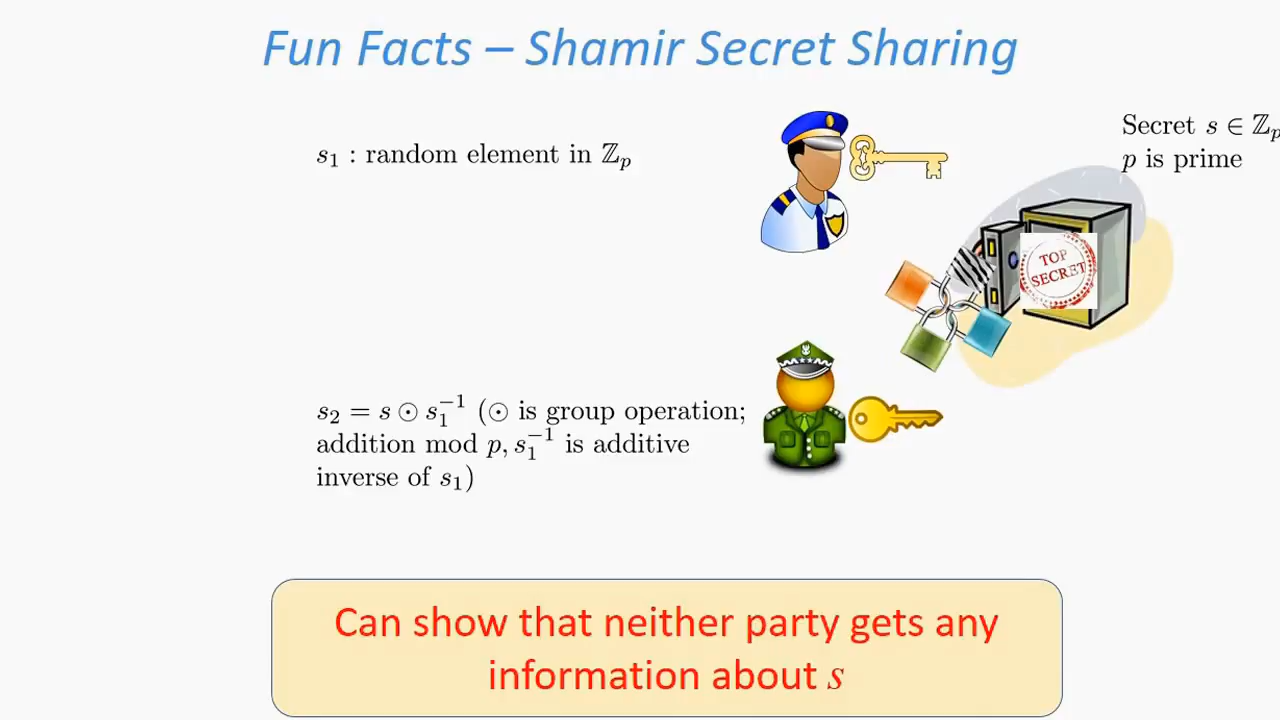 Fun Facts – Shamir Secret Sharing
s₁ : random element in ℤₚ
Secret s ∈ ℤₚ
p is prime
TOP
SECRET
s₂ = s ⊙ s₁⁻¹ (⊙ is group operation;
addition mod p, s₁⁻¹ is additive
inverse of s₁)
Can show that neither party gets any
information about s